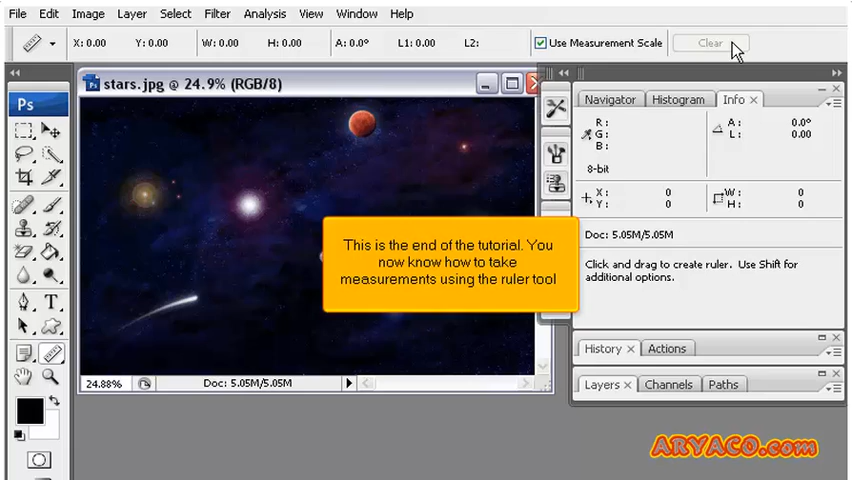 File Edit Image Layer Select Filter Analysis View Window Help
X: 0.00 Y: 0.00 W: 0.00 H: 0.00 A: 0.0° L1: 0.00 L2: Use Measurement Scale Clear
stars.jpg @ 24.9% (RGB/8)
Ps
Navigator Histogram Info x
R: A: 0.0°
G: L: 0.00
B:
8-bit
X: 0 W: 0
Y: 0 H: 0
Doc: 5.05M/5.05M
Click and drag to create ruler. Use Shift for
additional options.
This is the end of the tutorial. You
now know how to take
measurements using the ruler tool
History x Actions
Layers x Channels Paths
24.88% Doc: 5.05M/5.05M
ARYACO.com